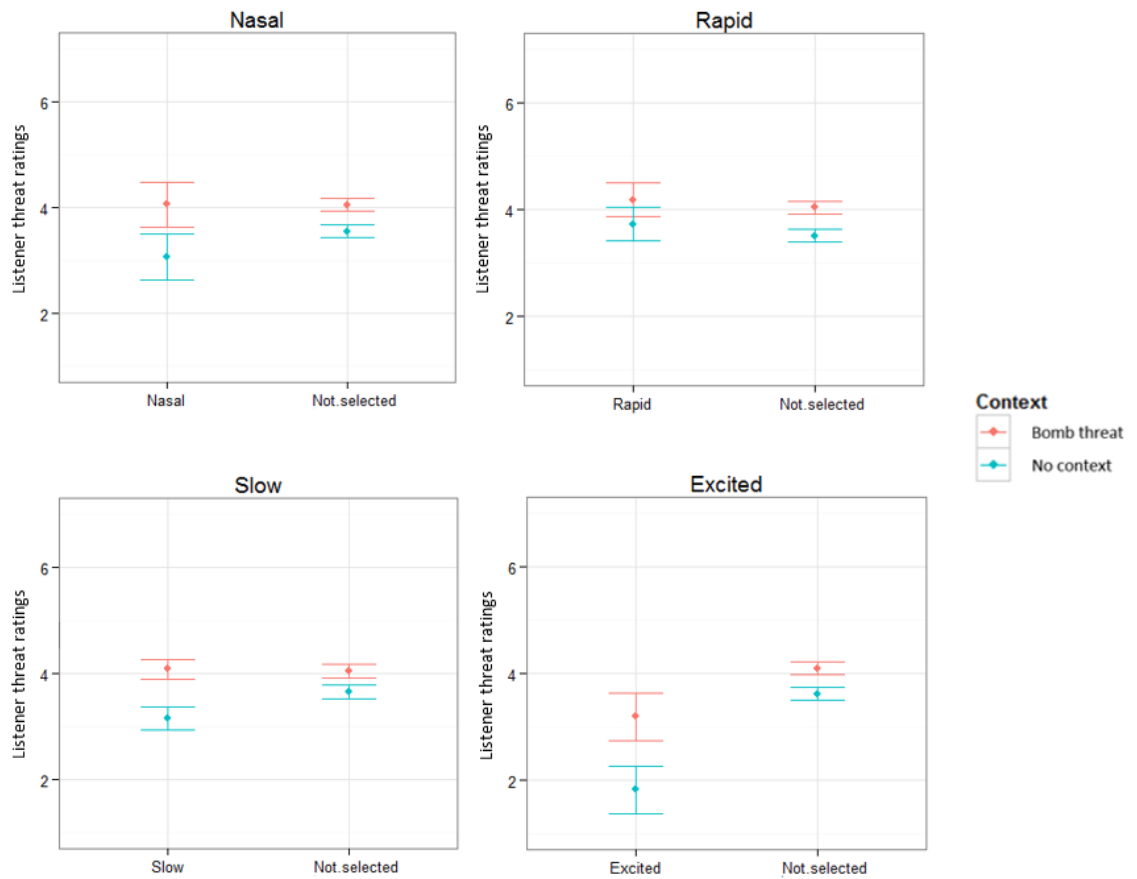 Nasal
Listener threat ratings
6
4
2
Nasal Not.selected
Rapid
Listener threat ratings
6
4
2
Rapid Not.selected
Context
Bomb threat
No context
Slow
Listener threat ratings
6
4
2
Slow Not.selected
Excited
Listener threat ratings
6
4
2
Excited Not.selected